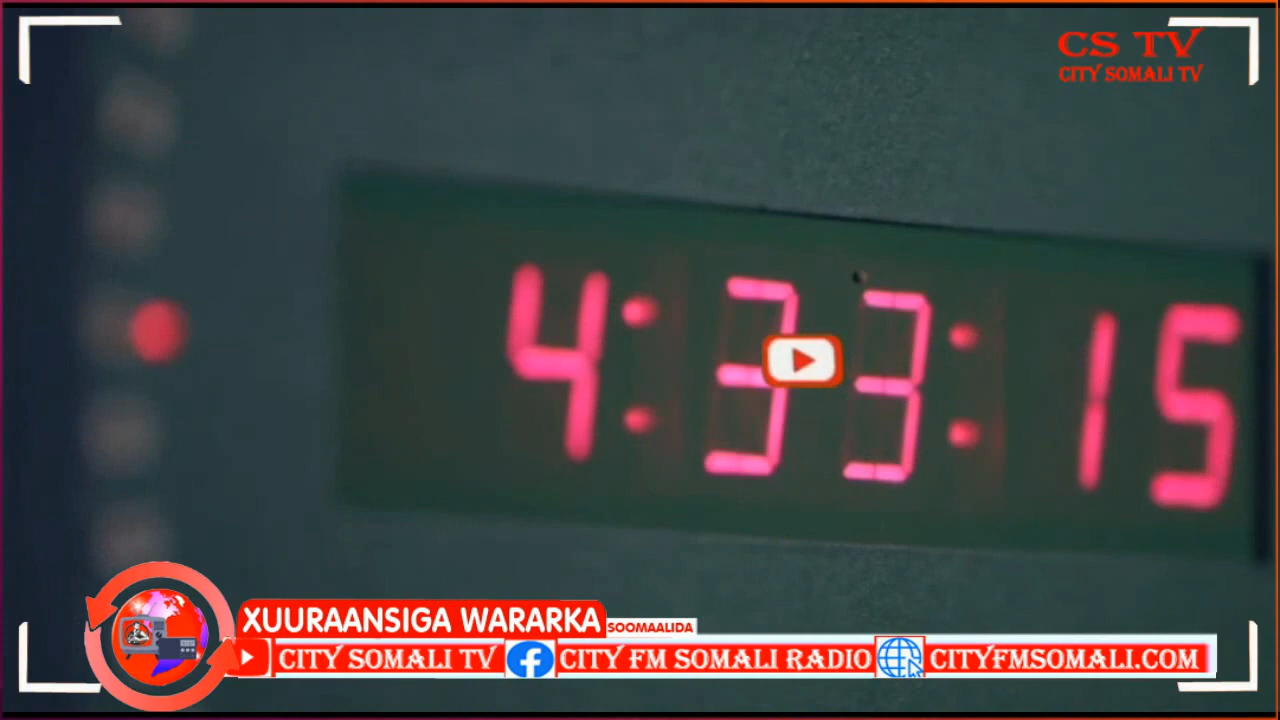 CS TV
CITY SOMALI TV
4:33:15
XUURAANSIGA WARARKA
SOOMAALIDA
CITY SOMALI TV CITY FM SOMALI RADIO CITYFMSOMALI.COM